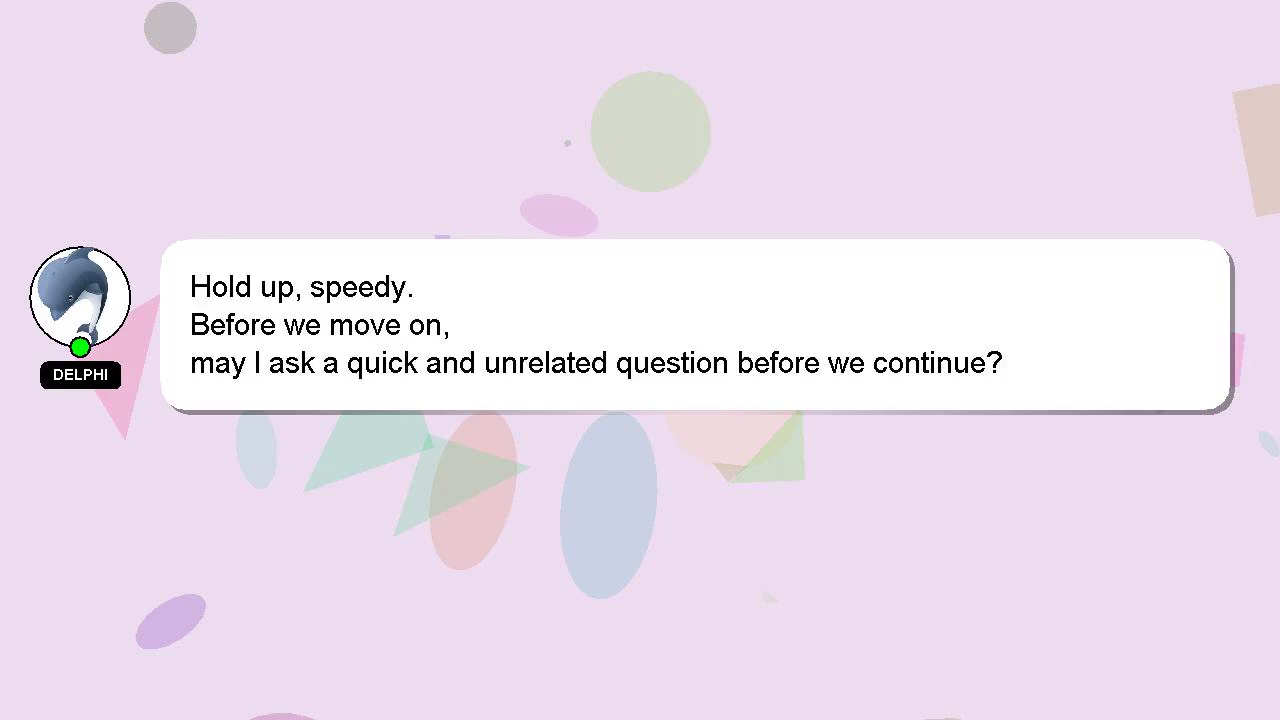 Hold up, speedy.
Before we move on,
may I ask a quick and unrelated question before we continue?
DELPHI